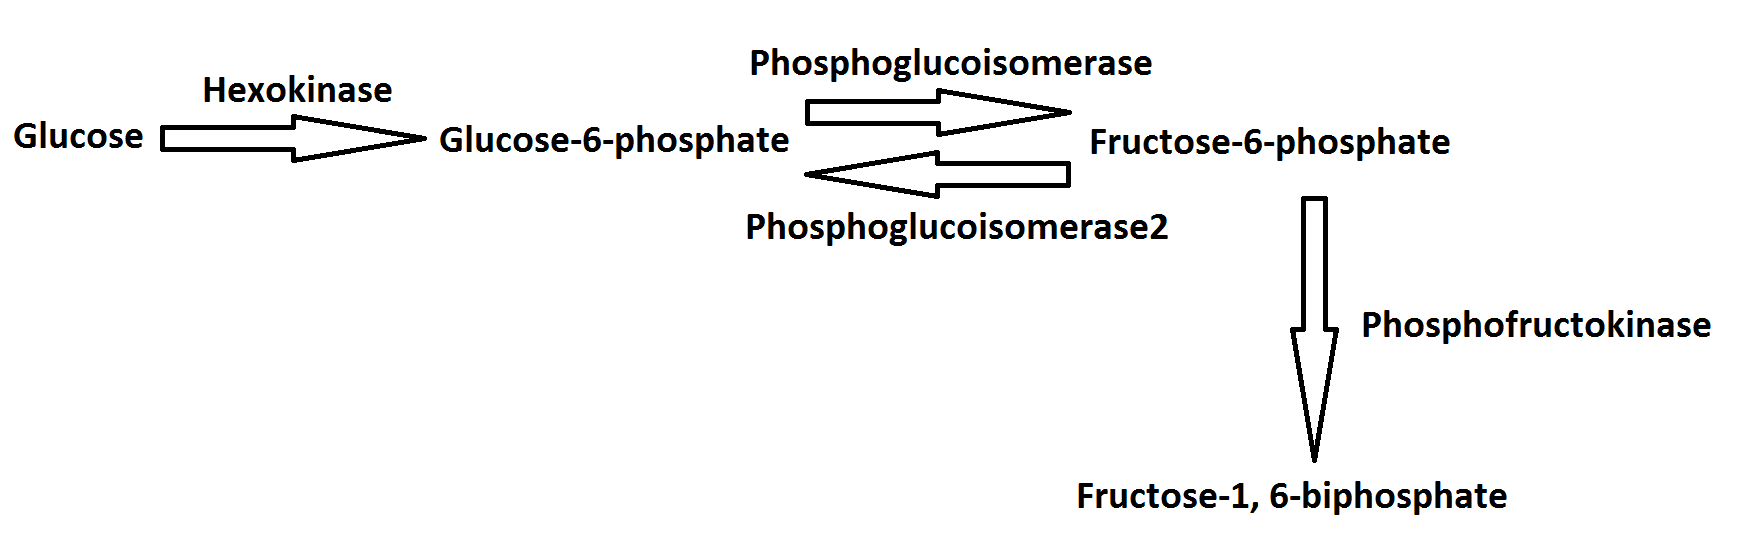 Glucose
Hexokinase
Glucose-6-phosphate
Phosphoglucoisomerase
Phosphoglucoisomerase2
Fructose-6-phosphate
Phosphofructokinase
Fructose-1, 6-biphosphate